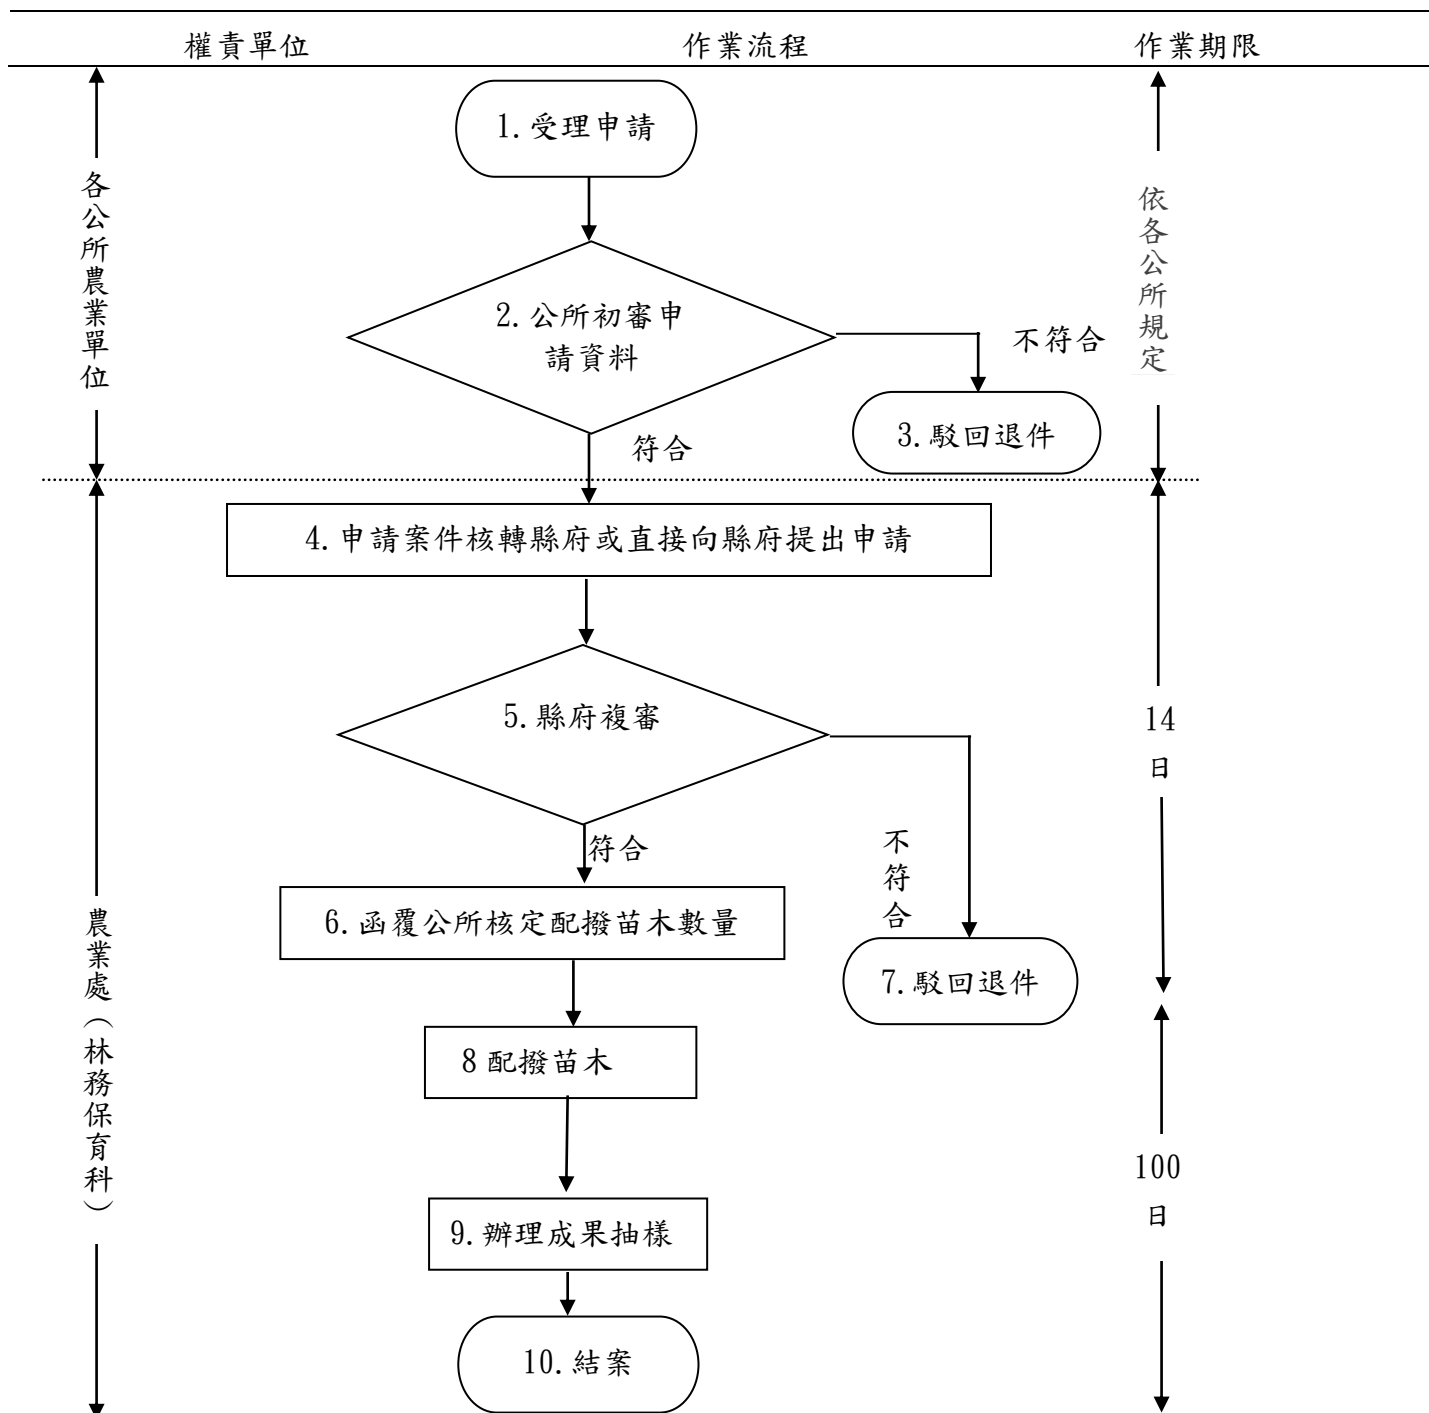 權責單位 作業流程 作業期限
1.受理申請
各公所農業單位
依各公所規定
2.公所初審申
請資料
不符合
3.駁回退件
符合
4.申請案件核轉縣府或直接向縣府提出申請
5.縣府複審
14
日
符合
不符合
6.函覆公所核定配撥苗木數量
7.駁回退件
農業處（林務保育科）
8 配撥苗木
100
日
9.辦理成果抽樣
10.結案